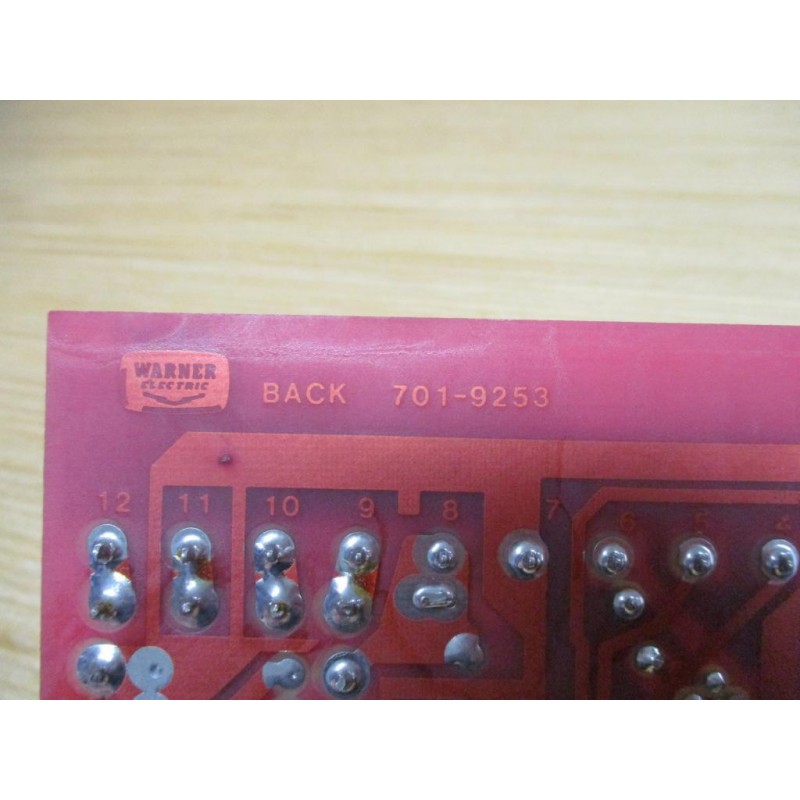 WARNER
ELECTRIC
BACK 701-9253
12 11 10 9 8 7 6 5 4